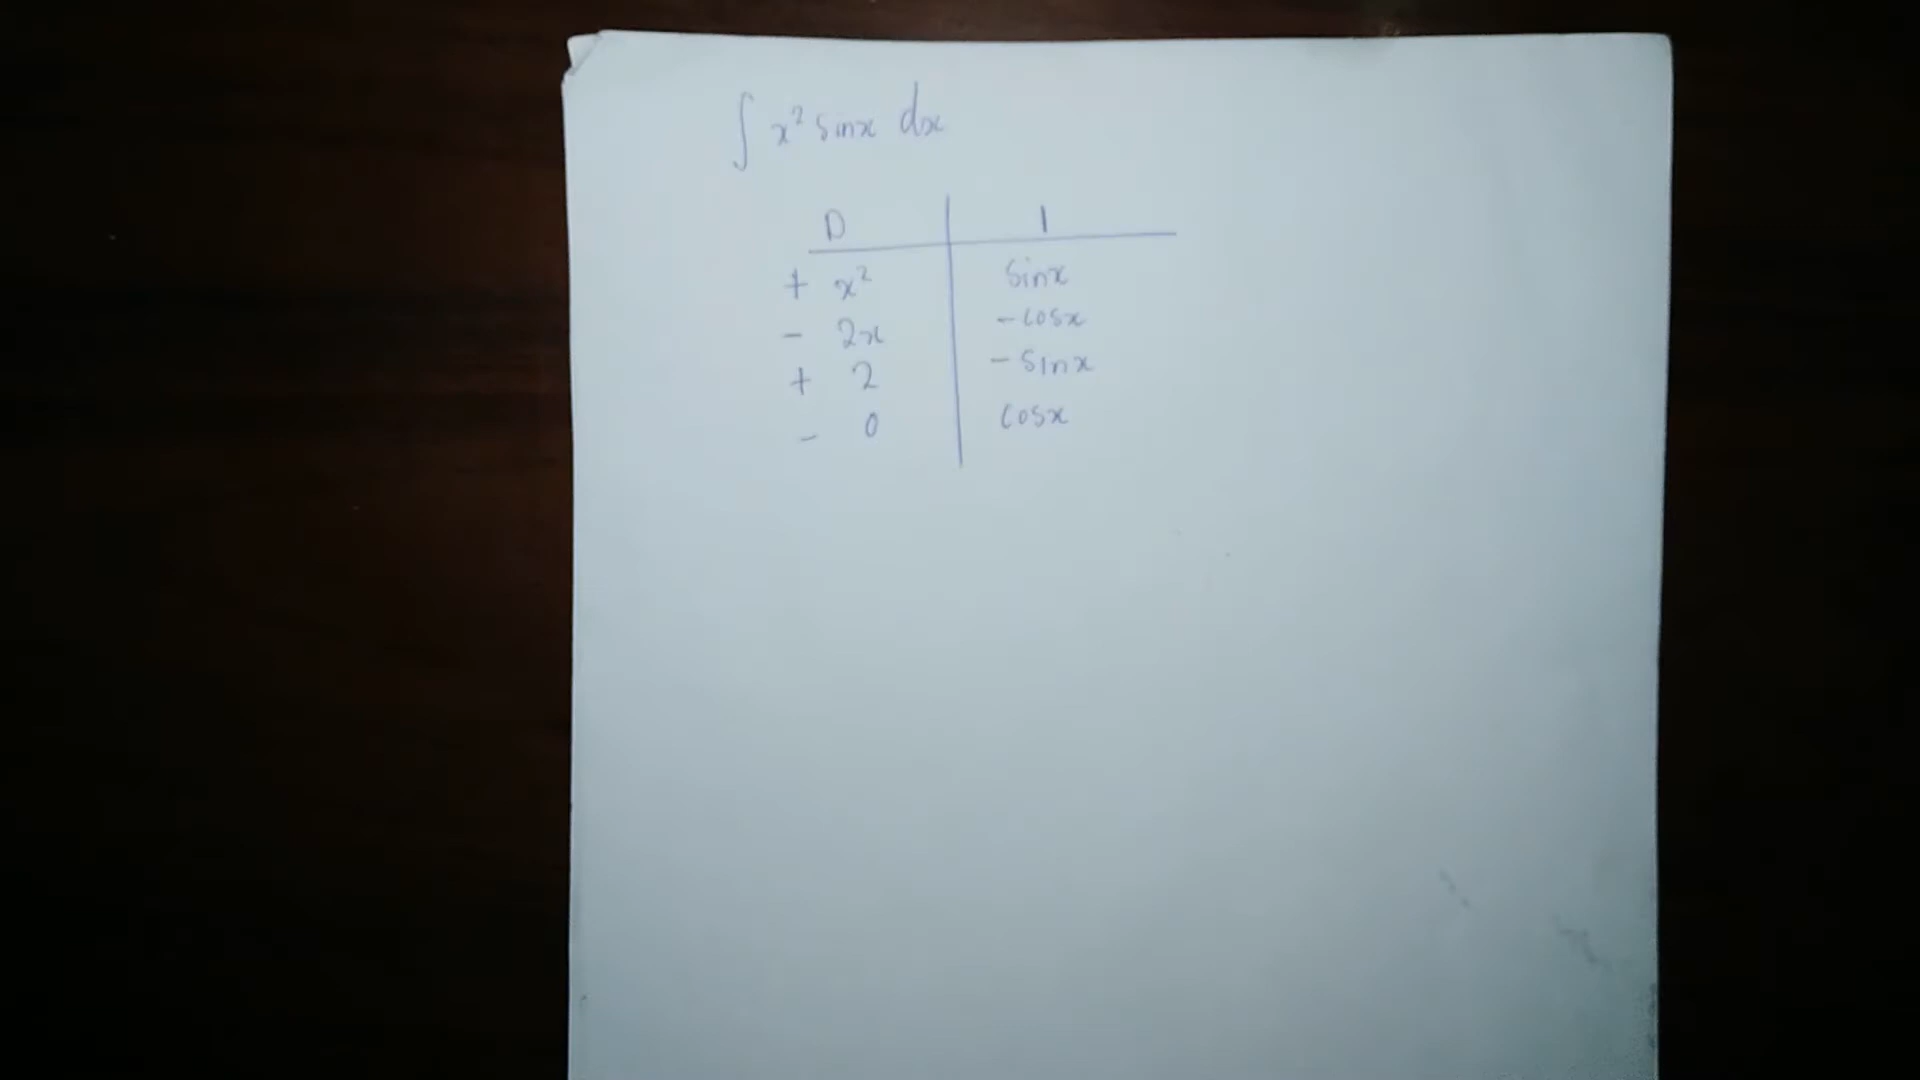 ∫ x² sinx dx
D | I
+ x² | sinx
- 2x | -cosx
+ 2 | -sinx
- 0 | cosx